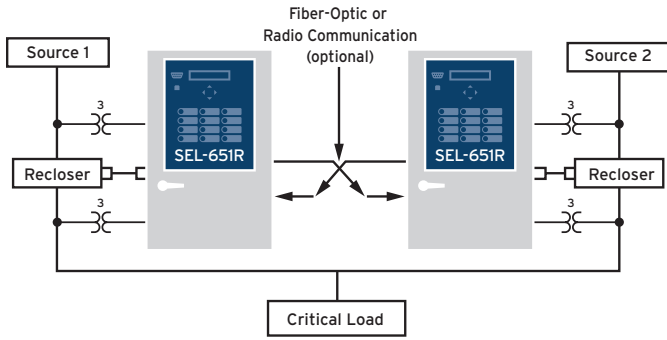 Fiber-Optic or
Radio Communication
(optional)
Source 1
Source 2
3
3
SEL-651R
SEL-651R
Recloser
Recloser
3
3
Critical Load